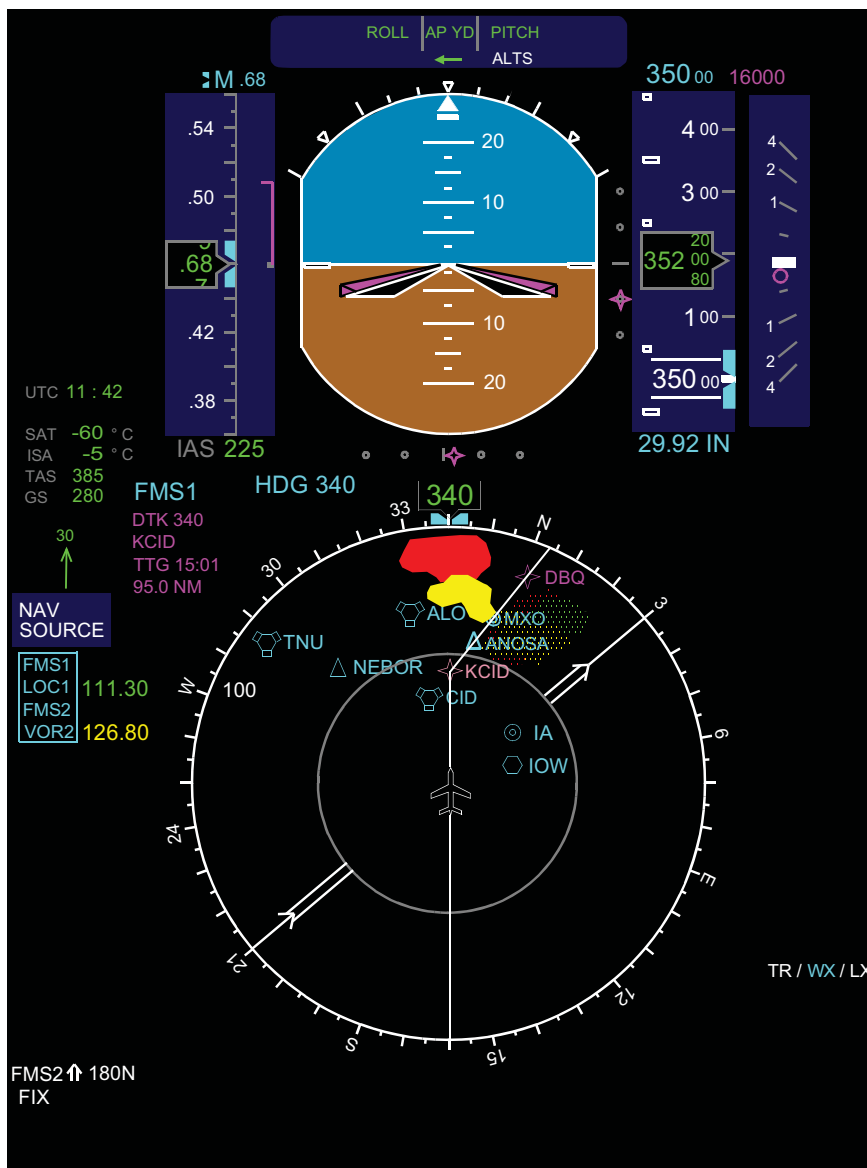 ROLL AP YD PITCH
ALTS
M .68
350 00 16000
.54
.50
.68
.42
.38
20
10
10
20
4 00
3 00
352 20 00 80
1 00
350 00
4
2
1
1
2
4
UTC 11 : 42
IAS 225
29.92 IN
SAT -60 ° C
ISA -5 ° C
TAS 385
GS 280
FMS1
HDG 340
340
DTK 340
KCID
TTG 15:01
95.0 NM
30
NAV
SOURCE
FMS1
LOC1 111.30
FMS2
VOR2 126.80
33
N
30
3
DBQ
ALO
MXO
TNU
ANOSA
NEBOR
KCID
W
100
CID
IA
6
IOW
24
E
21
12
S
15
TR / WX / LX
FMS2 180N
FIX